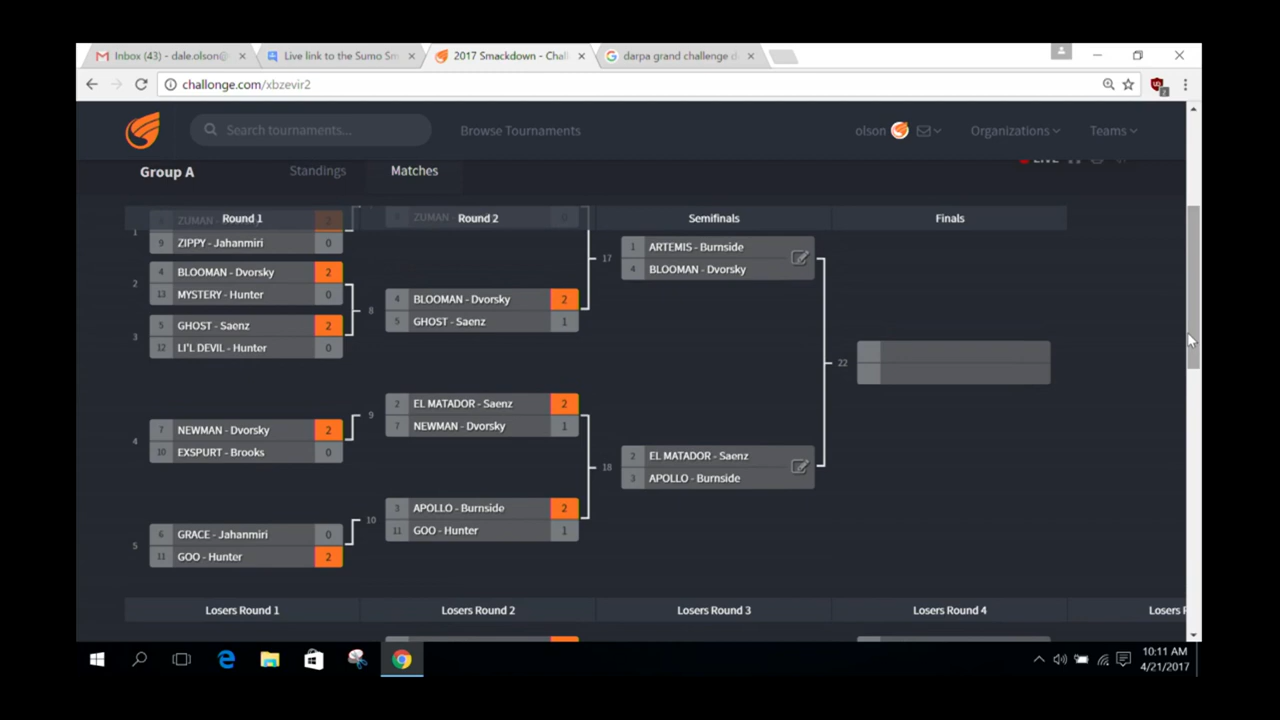 Inbox (43) - dale.olson@
Live link to the Sumo Sm
2017 Smackdown - Chall
darpa grand challenge d
challonge.com/xbzevir2
Search tournaments...
Browse Tournaments
olson
Organizations
Teams
Group A
Standings
Matches
LIVE
Round 1
Round 2
Semifinals
Finals
ZUMAN
2
1
9 ZIPPY - Jahanmiri 0
2
4 BLOOMAN - Dvorsky 2
13 MYSTERY - Hunter 0
3
5 GHOST - Saenz 2
12 LI'L DEVIL - Hunter 0
4
7 NEWMAN - Dvorsky 2
10 EXSPURT - Brooks 0
5
6 GRACE - Jahanmiri 0
11 GOO - Hunter 2
ZUMAN
0
8
4 BLOOMAN - Dvorsky 2
5 GHOST - Saenz 1
9
2 EL MATADOR - Saenz 2
7 NEWMAN - Dvorsky 1
10
3 APOLLO - Burnside 2
11 GOO - Hunter 1
17
1 ARTEMIS - Burnside
4 BLOOMAN - Dvorsky
18
2 EL MATADOR - Saenz
3 APOLLO - Burnside
22
Losers Round 1
Losers Round 2
Losers Round 3
Losers Round 4
Losers R
10:11 AM
4/21/2017